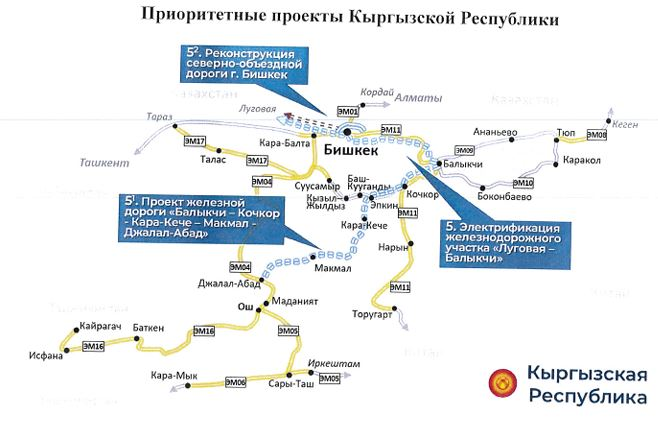 Приоритетные проекты Кыргызской Республики
5². Реконструкция
северно-объездной
дороги г. Бишкек
Кордай
Алматы
Казахстан
Луговая
Тараз
ЭМ01
ЭМ11
Кеген
ЭМ17
Кара-Балта
Бишкек
Ананьево
Тюп
ЭМ08
ЭМ09
Ташкент
Талас
ЭМ17
Балыкчи
Каракол
ЭМ04
Суусамыр
Баш-
Кууганды
Кочкор
ЭМ10
Боконбаево
Кызыл-
Жылдыз
Эпкин
5¹. Проект железной
дороги «Балыкчи – Кочкор
- Кара-Кече – Макмал -
Джалал-Абад»
Кара-Кече
ЭМ11
5. Электрификация
железнодорожного
участка «Луговая –
Балыкчи»
Нарын
ЭМ04
Макмал
Джалал-Абад
ЭМ11
Ош
Маданият
Торугарт
Кайрагач
Баткен
ЭМ16
ЭМ05
Исфана
ЭМ16
Иркештам
Кара-Мык
ЭМ06
Сары-Таш
ЭМ05
Кыргызская
Республика